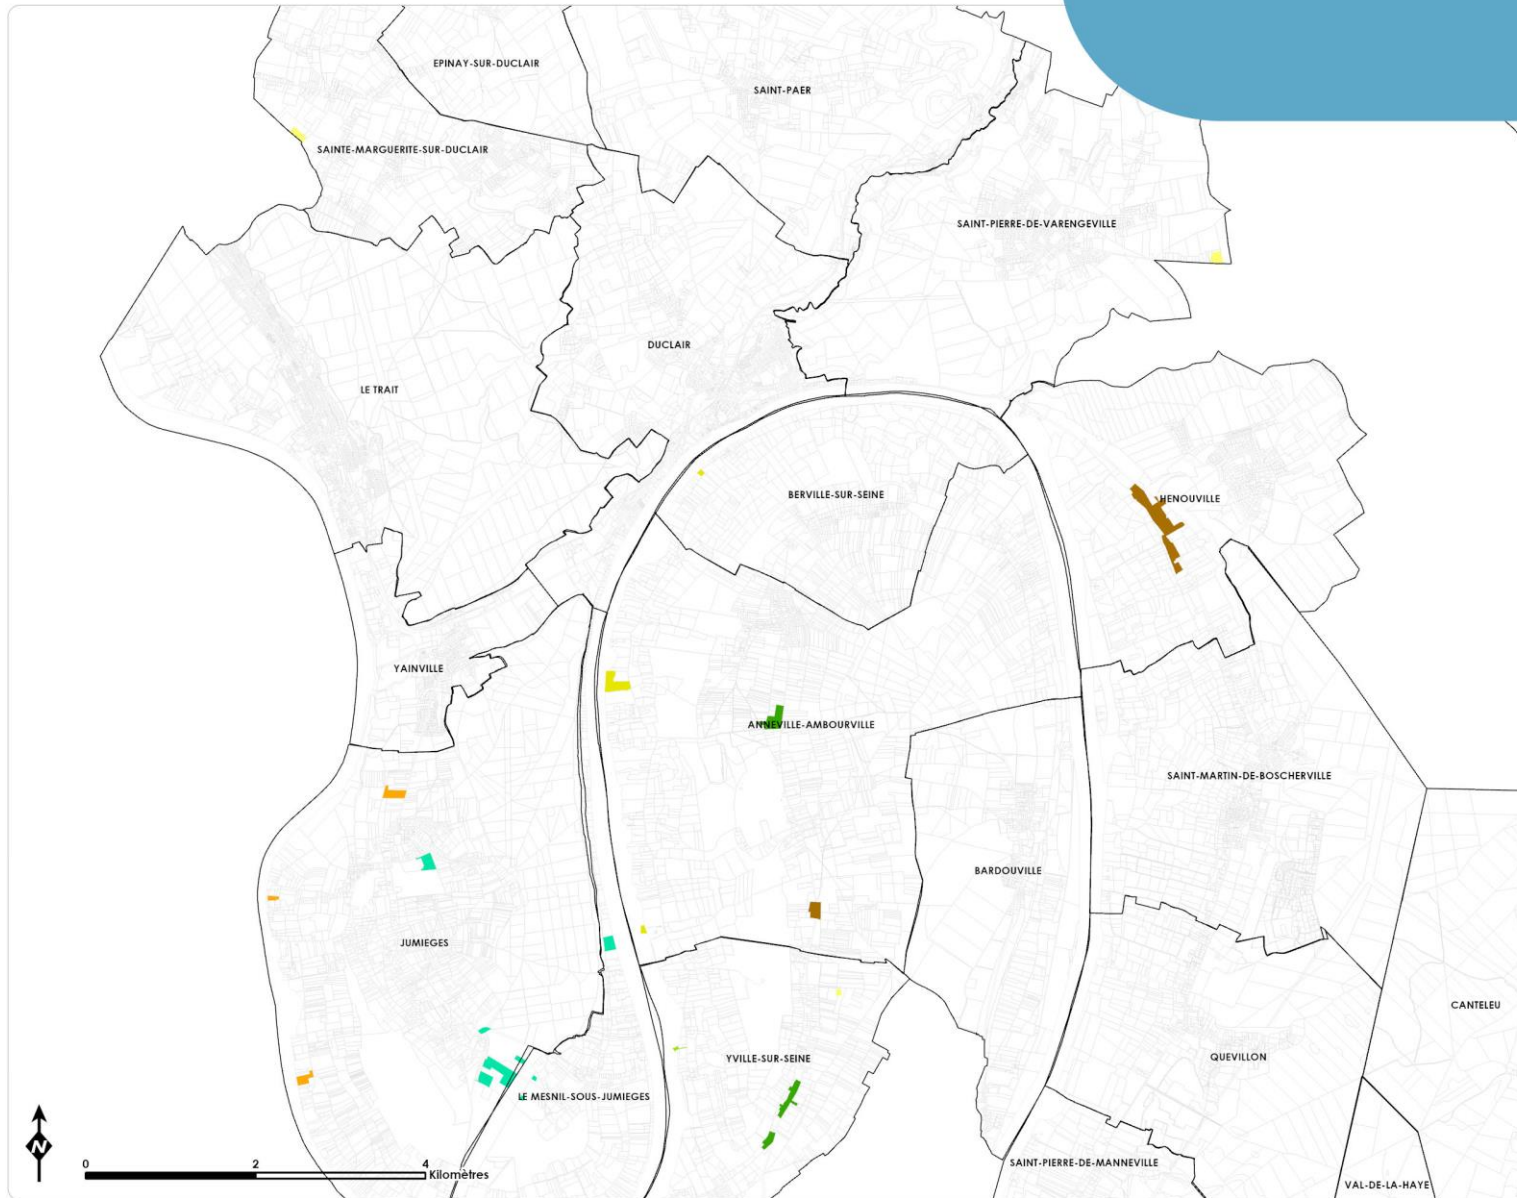 EPINAY-SUR-DUCLAIR
SAINT-PAER
SAINTE-MARGUERITE-SUR-DUCLAIR
SAINT-PIERRE-DE-VARENGEVILLE
DUCLAIR
LE TRAIT
BERVILLE-SUR-SEINE
HENOUVILLE
YAINVILLE
ANNEVILLE-AMBOURVILLE
SAINT-MARTIN-DE-BOSCHERVILLE
BARDOUVILLE
JUMIEGES
CANTELEU
YVILLE-SUR-SEINE
QUEVILLON
LE MESNIL-SOUS-JUMIEGES
N
0 2 4
Kilomètres
SAINT-PIERRE-DE-MANNEVILLE
VAL-DE-LA-HAYE